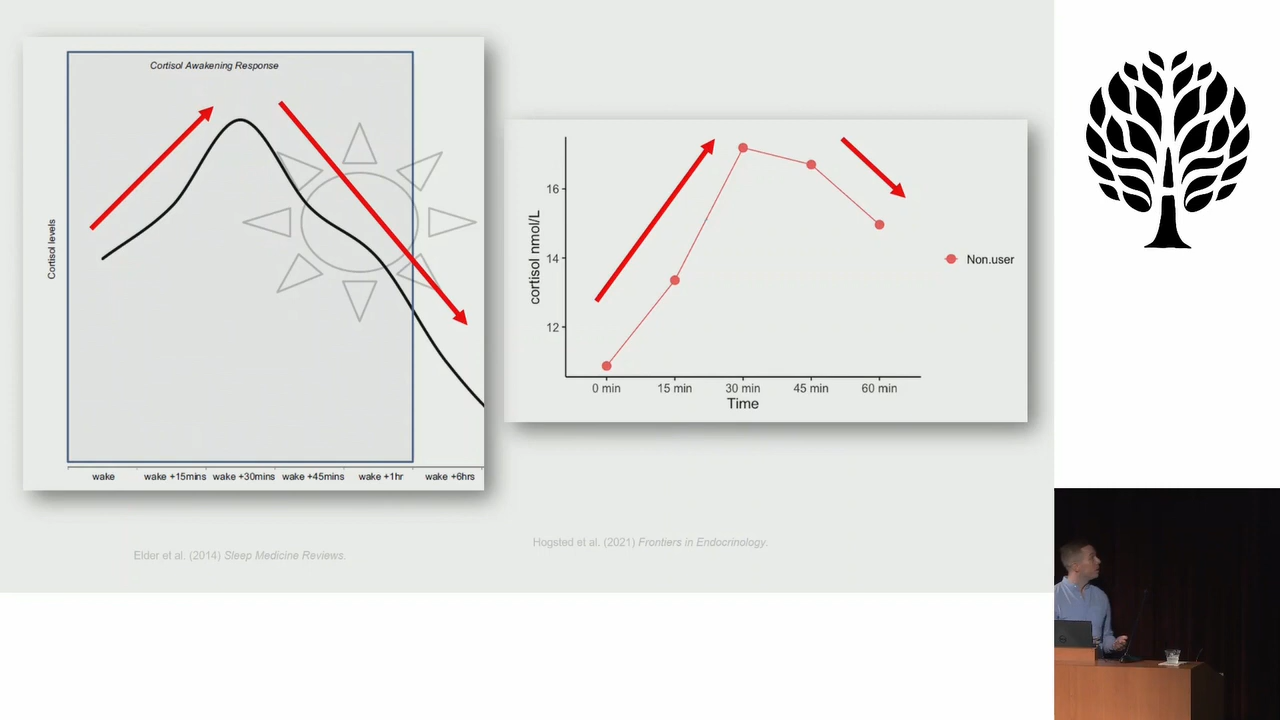 Cortisol Awakening Response
Cortisol levels
wake
wake +15mins
wake +30mins
wake +45mins
wake +1hr
wake +6hrs
Elder et al. (2014) Sleep Medicine Reviews.
cortisol nmol/L
16
14
12
0 min
15 min
30 min
45 min
60 min
Time
Non.user
Hogsted et al. (2021) Frontiers in Endocrinology.